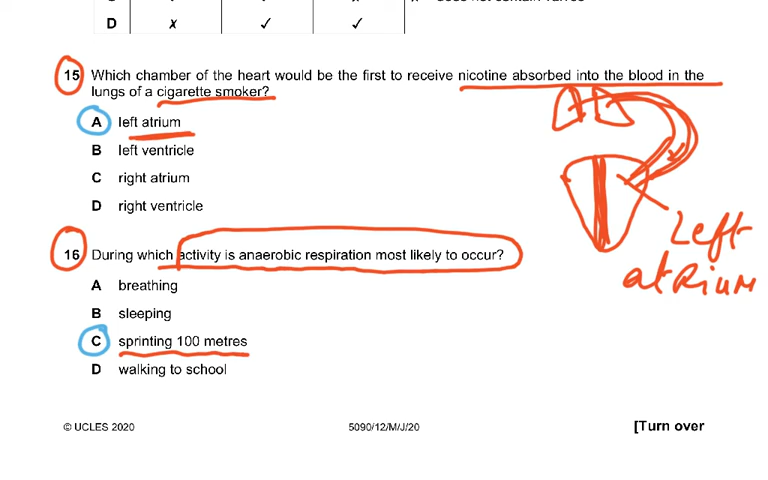 D ✗ ✓ ✓
15 Which chamber of the heart would be the first to receive nicotine absorbed into the blood in the
lungs of a cigarette smoker?
A left atrium
B left ventricle
C right atrium
D right ventricle
Left
atRium
16 During which activity is anaerobic respiration most likely to occur?
A breathing
B sleeping
C sprinting 100 metres
D walking to school
© UCLES 2020 5090/12/M/J/20 [Turn over